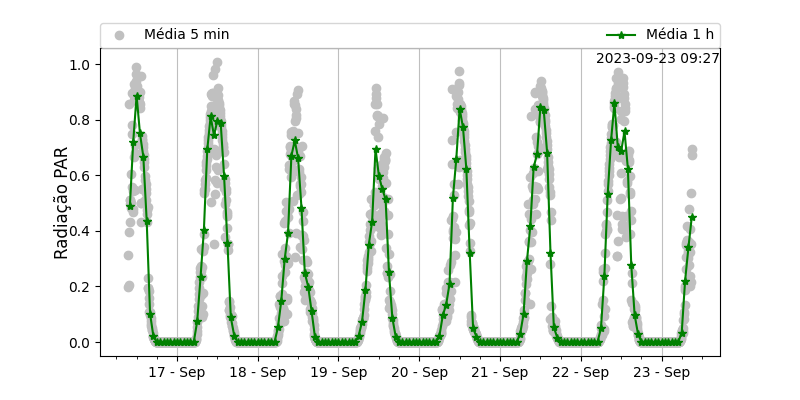 Média 5 min
Média 1 h
2023-09-23 09:27
Radiação PAR
1.0
0.8
0.6
0.4
0.2
0.0
17 - Sep
18 - Sep
19 - Sep
20 - Sep
21 - Sep
22 - Sep
23 - Sep